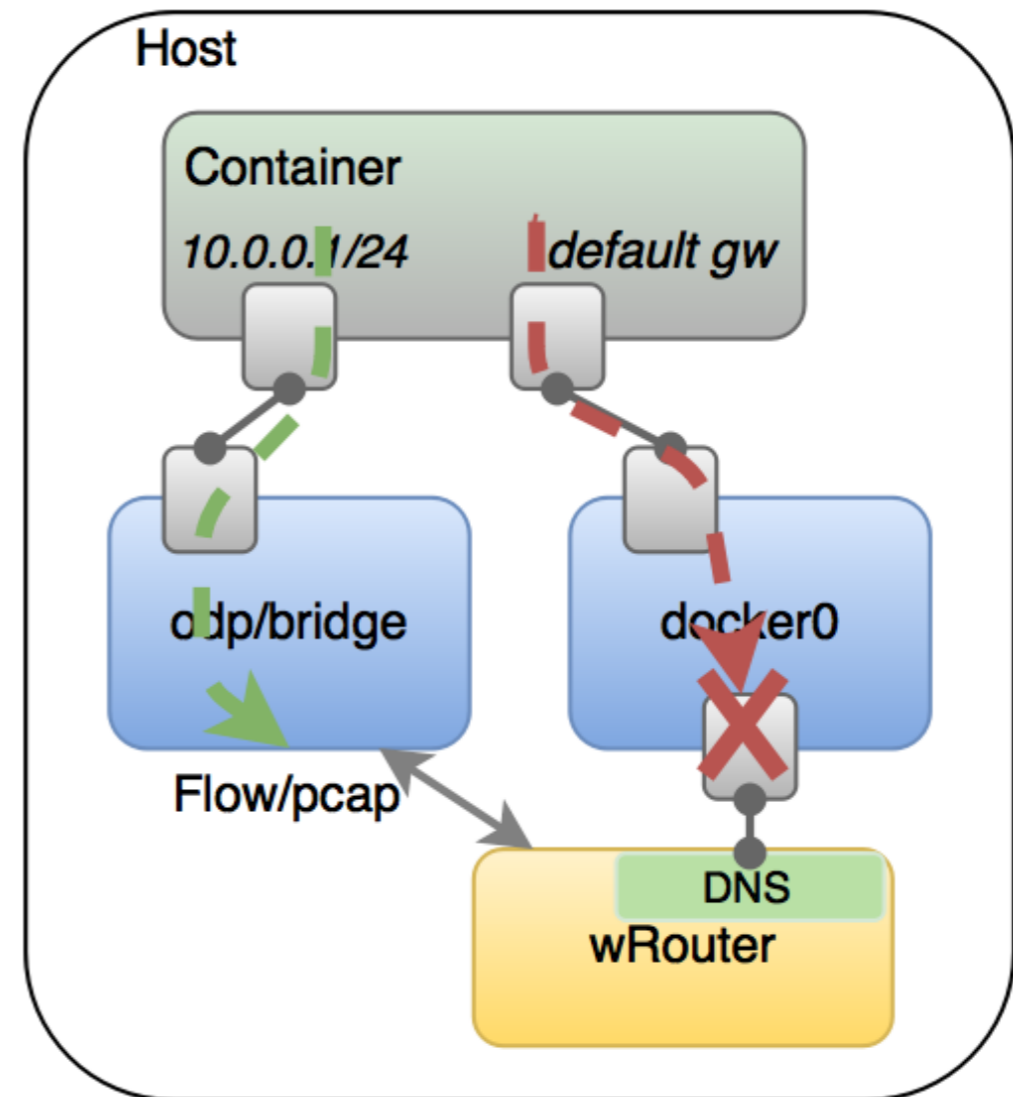 Host
Container
10.0.0.1/24
default gw
odp/bridge
docker0
Flow/pcap
DNS
wRouter